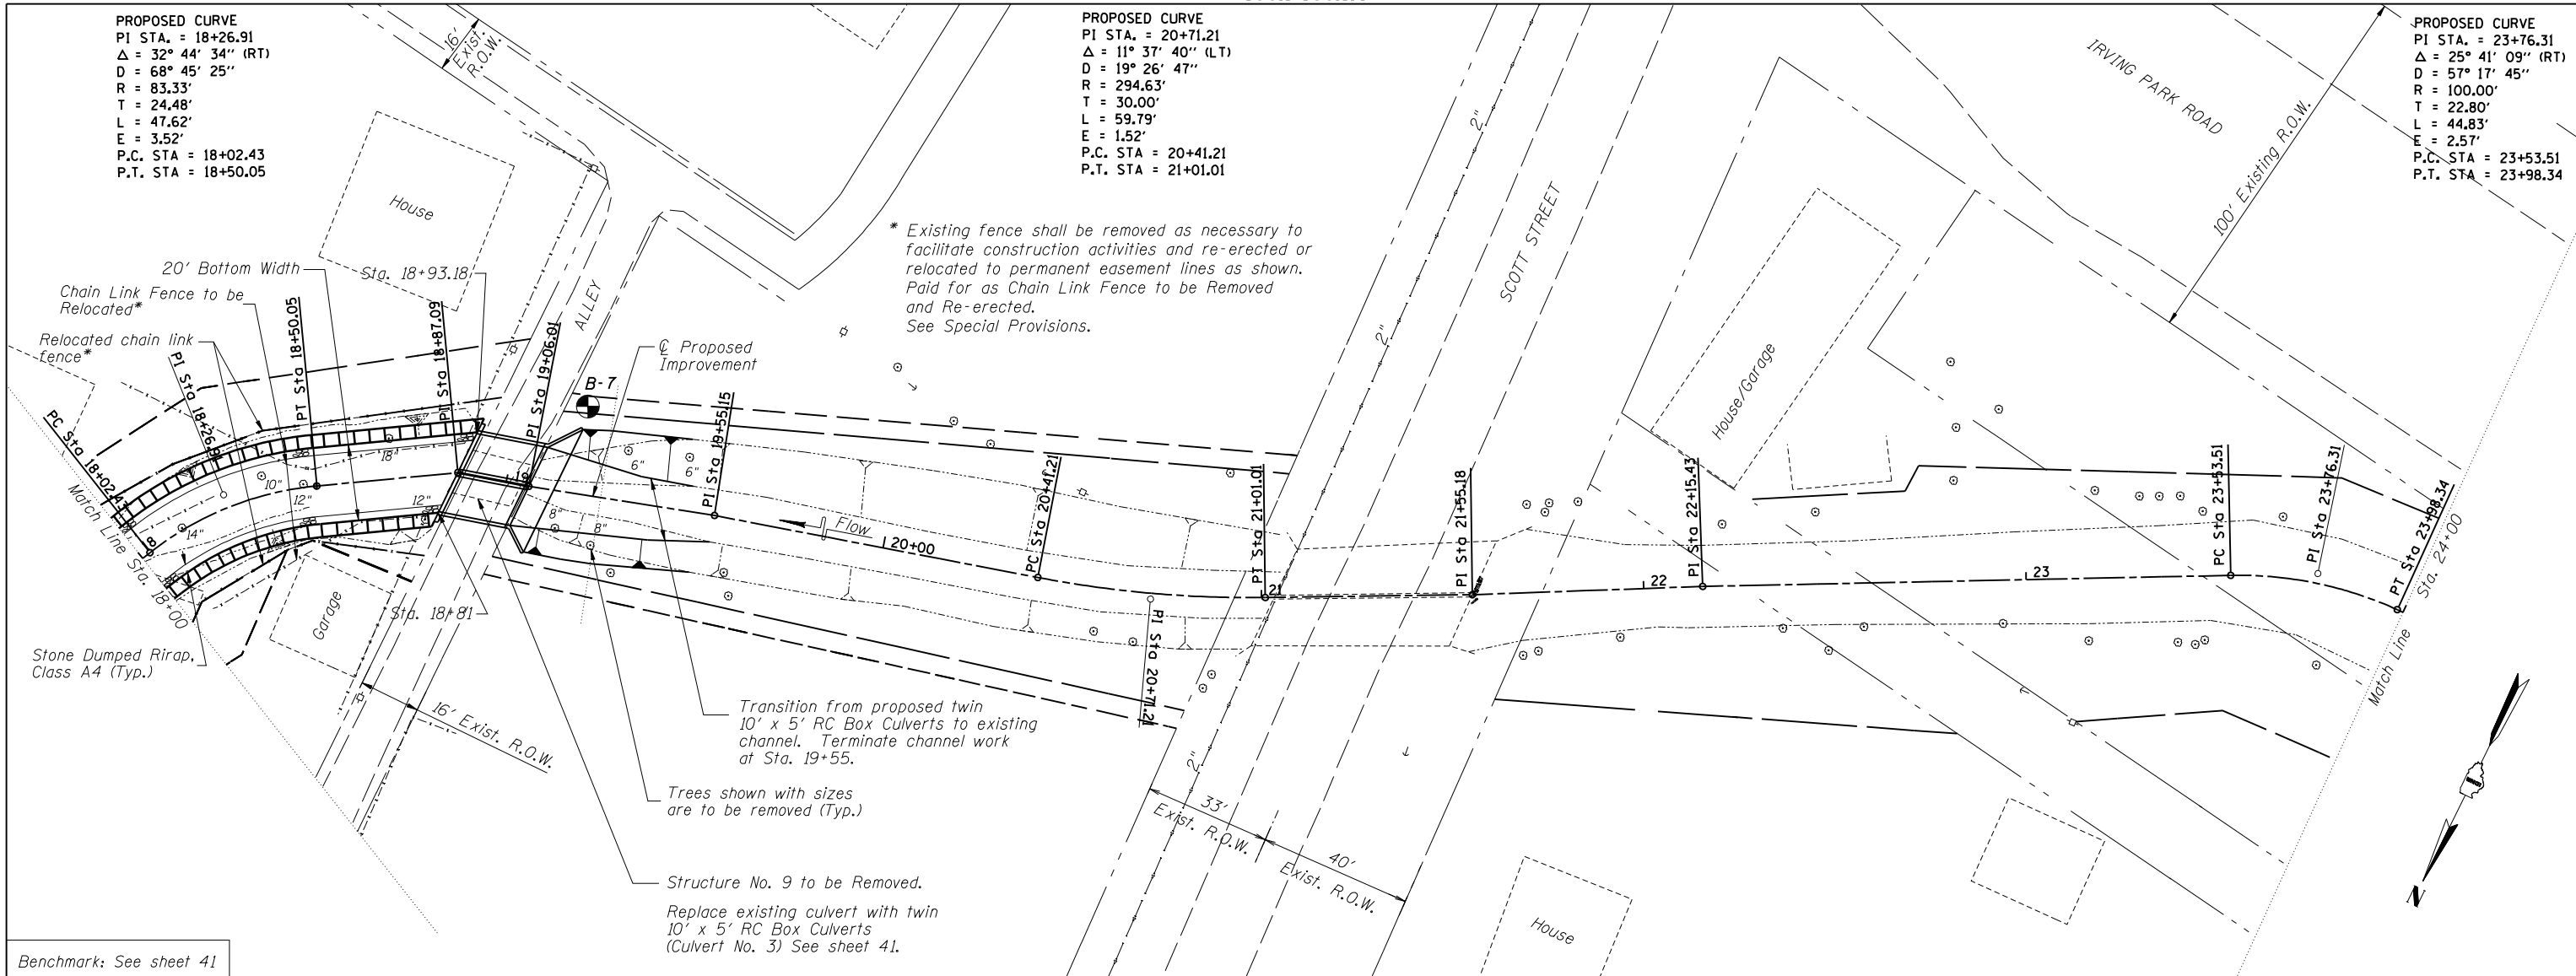 PROPOSED CURVE
PI STA. = 18+26.91
Δ = 32° 44' 34'' (RT)
D = 68° 45' 25''
R = 83.33'
T = 24.48'
L = 47.62'
E = 3.52'
P.C. STA = 18+02.43
P.T. STA = 18+50.05
PROPOSED CURVE
PI STA. = 20+71.21
Δ = 11° 37' 40'' (LT)
D = 19° 26' 47''
R = 294.63'
T = 30.00'
L = 59.79'
E = 1.52'
P.C. STA = 20+41.21
P.T. STA = 21+01.01
PROPOSED CURVE
PI STA. = 23+76.31
Δ = 25° 41' 09'' (RT)
D = 57° 17' 45''
R = 100.00'
T = 22.80'
L = 44.83'
E = 2.57'
P.C. STA = 23+53.51
P.T. STA = 23+98.34
16'
Exist.
R.O.W.
House
ALLEY
2''
2''
SCOTT STREET
IRVING PARK ROAD
100' Existing R.O.W.
* Existing fence shall be removed as necessary to
facilitate construction activities and re-erected or
relocated to permanent easement lines as shown.
Paid for as Chain Link Fence to be Removed
and Re-erected.
See Special Provisions.
20' Bottom Width
Sta. 18+93.18
Chain Link Fence to be
Relocated*
Relocated chain link
fence*
PC Sta 18+02.43
PI Sta 18+26.91
PT Sta 18+50.05
PI Sta 18+87.09
PI Sta 19+06.01
B-7
℄ Proposed
Improvement
PI Sta 19+55.15
PC Sta 20+41.21
PT Sta 21+01.01
PI Sta 21+55.18
PI Sta 22+15.43
PC Sta 23+53.51
PI Sta 23+76.31
PT Sta 23+98.34
House/Garage
18''
10''
12''
12''
14''
6''
6''
8''
8''
18
19
Flow
20+00
21
22
23
Match Line
Sta. 18+00
Match Line
Sta. 24+00
Garage
Sta. 18+81
PI Sta 20+71.21
Stone Dumped Rirap,
Class A4 (Typ.)
16' Exist. R.O.W.
Transition from proposed twin
10' x 5' RC Box Culverts to existing
channel. Terminate channel work
at Sta. 19+55.
Trees shown with sizes
are to be removed (Typ.)
2''
33'
Exist. R.O.W.
40'
Exist. R.O.W.
Structure No. 9 to be Removed.
Replace existing culvert with twin
10' x 5' RC Box Culverts
(Culvert No. 3) See sheet 41.
House
N
Benchmark: See sheet 41